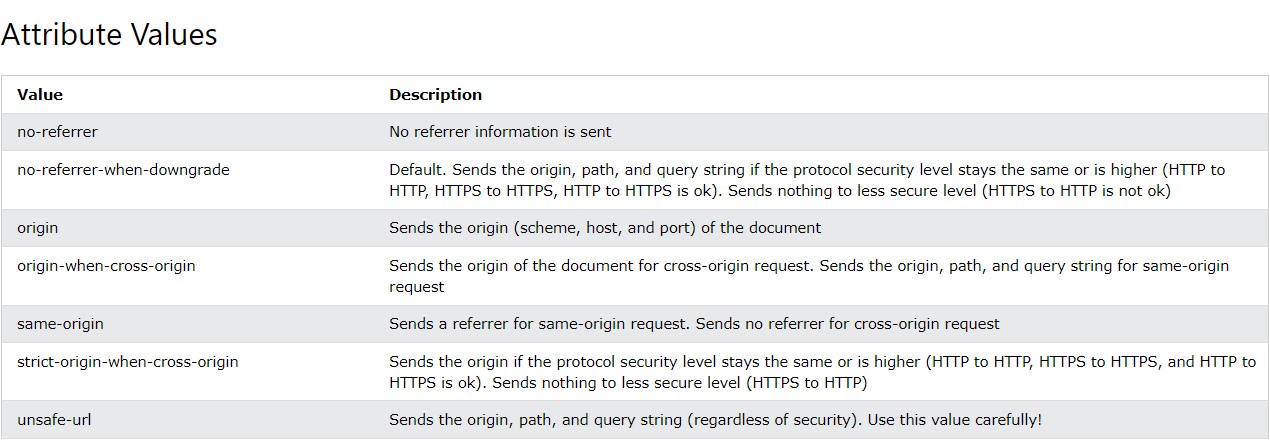 Attribute Values
Value Description
no-referrer No referrer information is sent
no-referrer-when-downgrade Default. Sends the origin, path, and query string if the protocol security level stays the same or is higher (HTTP to
HTTP, HTTPS to HTTPS, HTTP to HTTPS is ok). Sends nothing to less secure level (HTTPS to HTTP is not ok)
origin Sends the origin (scheme, host, and port) of the document
origin-when-cross-origin Sends the origin of the document for cross-origin request. Sends the origin, path, and query string for same-origin
request
same-origin Sends a referrer for same-origin request. Sends no referrer for cross-origin request
strict-origin-when-cross-origin Sends the origin if the protocol security level stays the same or is higher (HTTP to HTTP, HTTPS to HTTPS, and HTTP to
HTTPS is ok). Sends nothing to less secure level (HTTPS to HTTP)
unsafe-url Sends the origin, path, and query string (regardless of security). Use this value carefully!